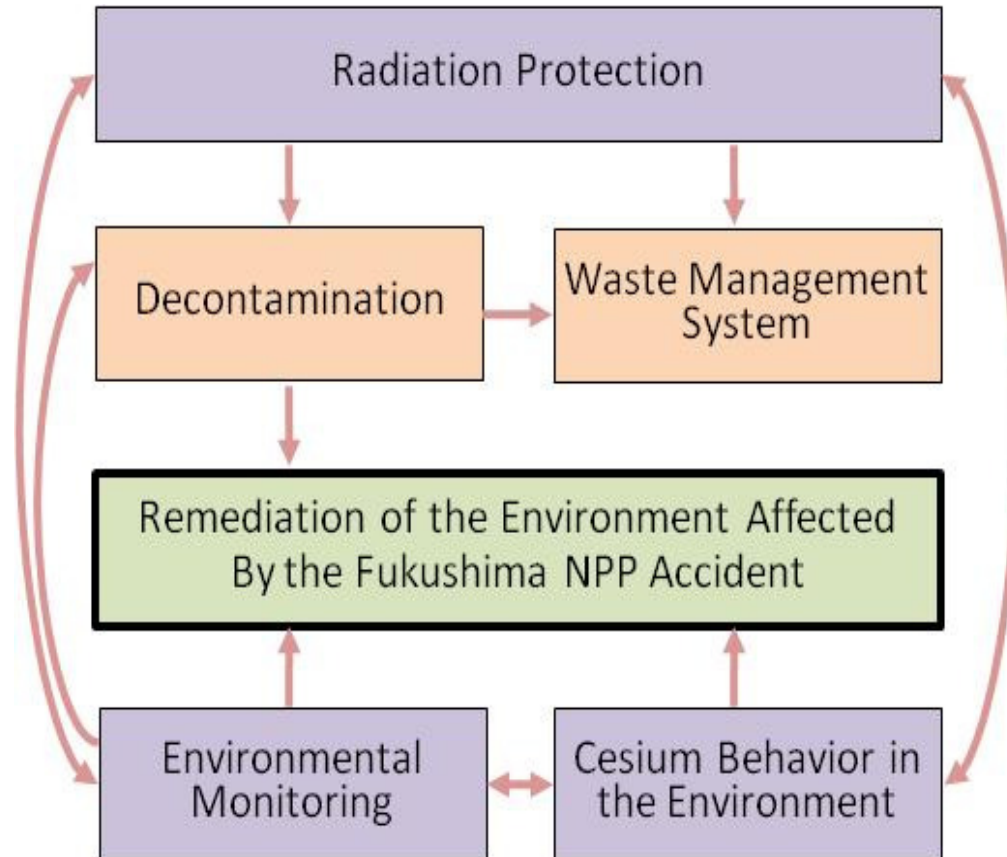 Radiation Protection
Decontamination
Waste Management
System
Remediation of the Environment Affected
By the Fukushima NPP Accident
Environmental
Monitoring
Cesium Behavior in
the Environment